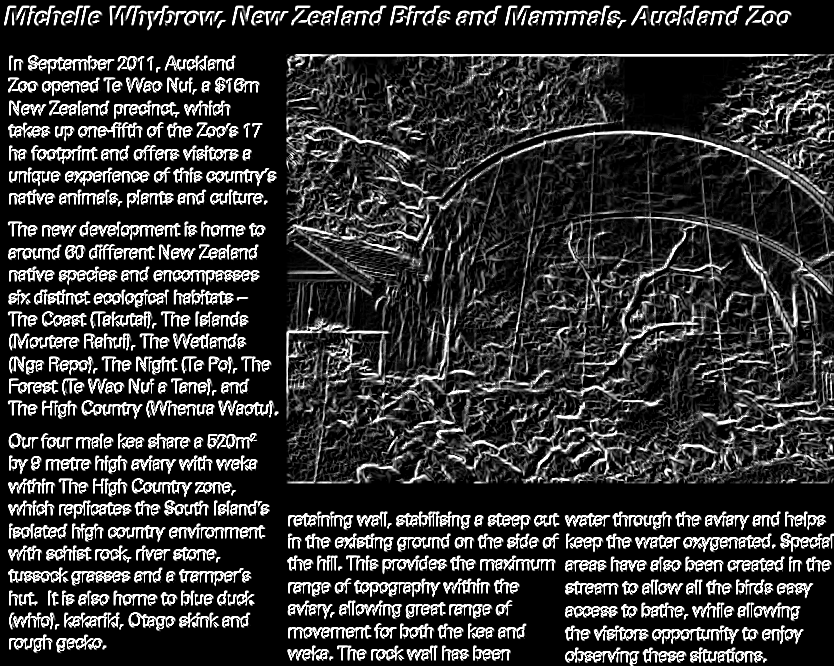 Michelle Whybrow, New Zealand Birds and Mammals, Auckland Zoo
In September 2011, Auckland
Zoo opened Te Wao Nui, a $16m
New Zealand precinct, which
takes up one-fifth of the Zoo's 17
ha footprint and offers visitors a
unique experience of this country's
native animals, plants and culture.
The new development is home to
around 60 different New Zealand
native species and encompasses
six distinct ecological habitats –
The Coast (Takutai), The Islands
(Moutere Rahui), The Wetlands
(Nga Repo), The Night (Te Po), The
Forest (Te Wao Nui a Tane), and
The High Country (Whenua Waotu).
Our four male kea share a 520m²
by 9 metre high aviary with weka
within The High Country zone,
which replicates the South Island's
isolated high country environment
with schist rock, river stone,
tussock grasses and a tramper's
hut. It is also home to blue duck
(whio), kakariki, Otago skink and
rough gecko.
retaining wall, stabilising a steep cut
in the existing ground on the side of
the hill. This provides the maximum
range of topography within the
aviary, allowing great range of
movement for both the kea and
weka. The rock wall has been
water through the aviary and helps
keep the water oxygenated. Special
areas have also been created in the
stream to allow all the birds easy
access to bathe, while allowing
the visitors opportunity to enjoy
observing these situations.